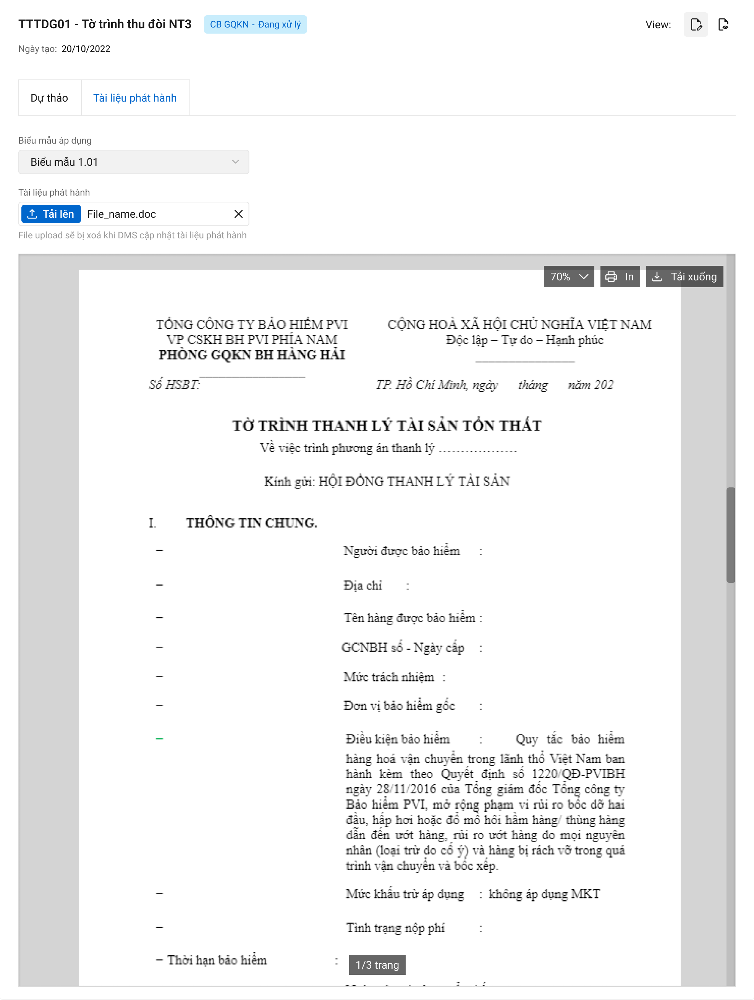 TTTDG01 - Tờ trình thu đòi NT3
CB GQKN - Đang xử lý
View:
Ngày tạo: 20/10/2022
Dự thảo
Tài liệu phát hành
Biểu mẫu áp dụng
Biểu mẫu 1.01
Tài liệu phát hành
Tải lên File_name.doc
File upload sẽ bị xoá khi DMS cập nhật tài liệu phát hành
70%
In
Tải xuống
TỔNG CÔNG TY BẢO HIỂM PVI
VP CSKH BH PVI PHÍA NAM
PHÒNG GQKN BH HÀNG HẢI
CỘNG HOÀ XÃ HỘI CHỦ NGHĨA VIỆT NAM
Độc lập – Tự do – Hạnh phúc
Số HSBT:
TP. Hồ Chí Minh, ngày tháng năm 202
TỜ TRÌNH THANH LÝ TÀI SẢN TỔN THẤT
Về việc trình phương án thanh lý ..................
Kính gửi: HỘI ĐỒNG THANH LÝ TÀI SẢN
I. THÔNG TIN CHUNG.
– Người được bảo hiểm :
– Địa chỉ :
– Tên hàng được bảo hiểm :
– GCNBH số - Ngày cấp :
– Mức trách nhiệm :
– Đơn vị bảo hiểm gốc :
– Điều kiện bảo hiểm : Quy tắc bảo hiểm
hàng hoá vận chuyển trong lãnh thổ Việt Nam ban
hành kèm theo Quyết định số 1220/QĐ-PVIBH
ngày 28/11/2016 của Tổng giám đốc Tổng công ty
Bảo hiểm PVI, mở rộng phạm vi rủi ro bốc dỡ hai
đầu, hấp hơi hoặc đổ mồ hôi hầm hàng/ thùng hàng
dẫn đến ướt hàng, rủi ro ướt hàng do mọi nguyên
nhân (loại trừ do cố ý) và hàng bị rách vỡ trong quá
trình vận chuyển và bốc xếp.
– Mức khấu trừ áp dụng : không áp dụng MKT
– Tình trạng nộp phí :
– Thời hạn bảo hiểm :
1/3 trang